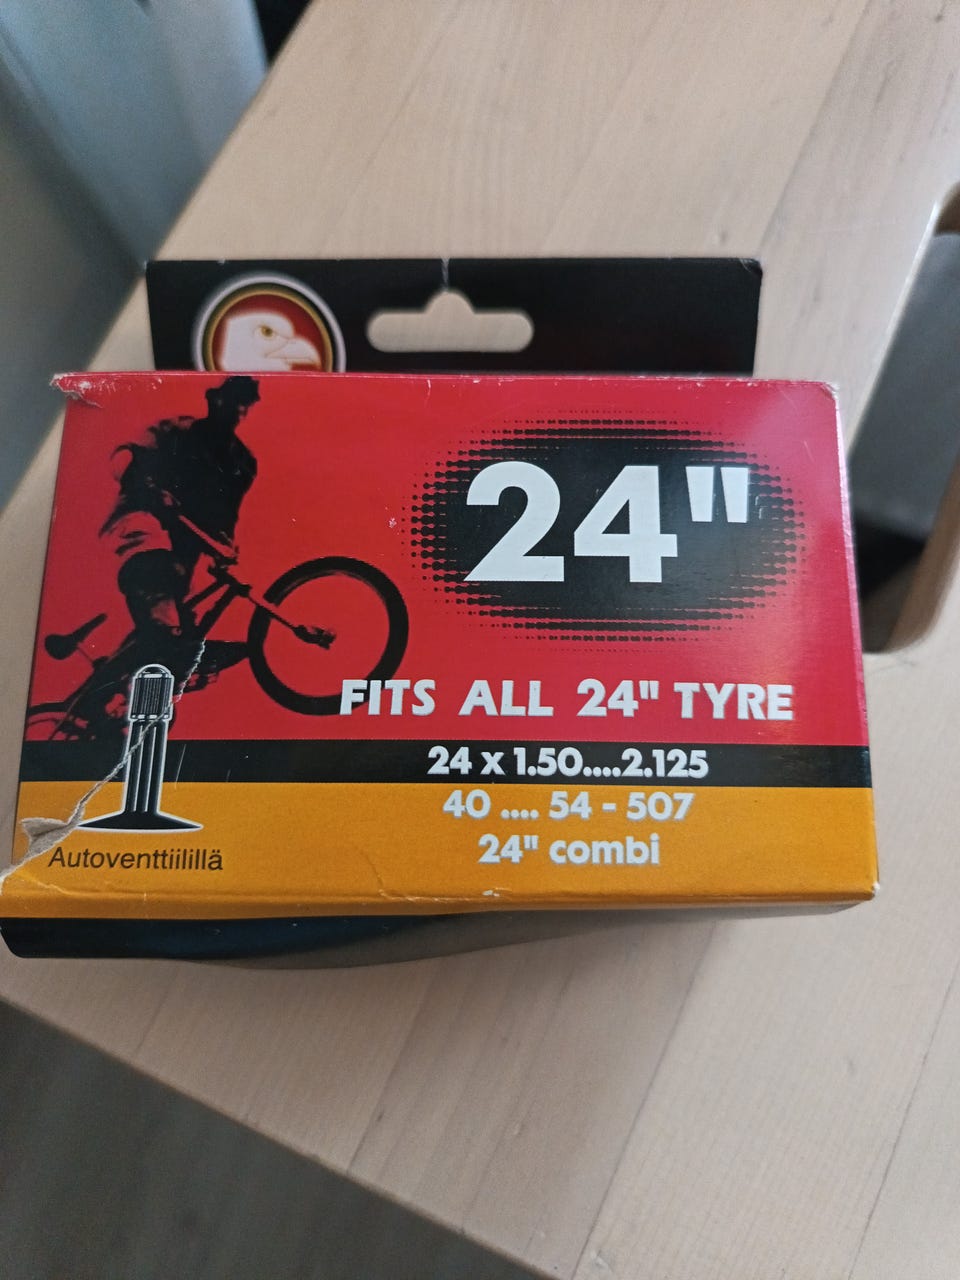 24"
FITS ALL 24" TYRE
24 x 1.50....2.125
40 .... 54 - 507
24" combi
Autoventtiilillä